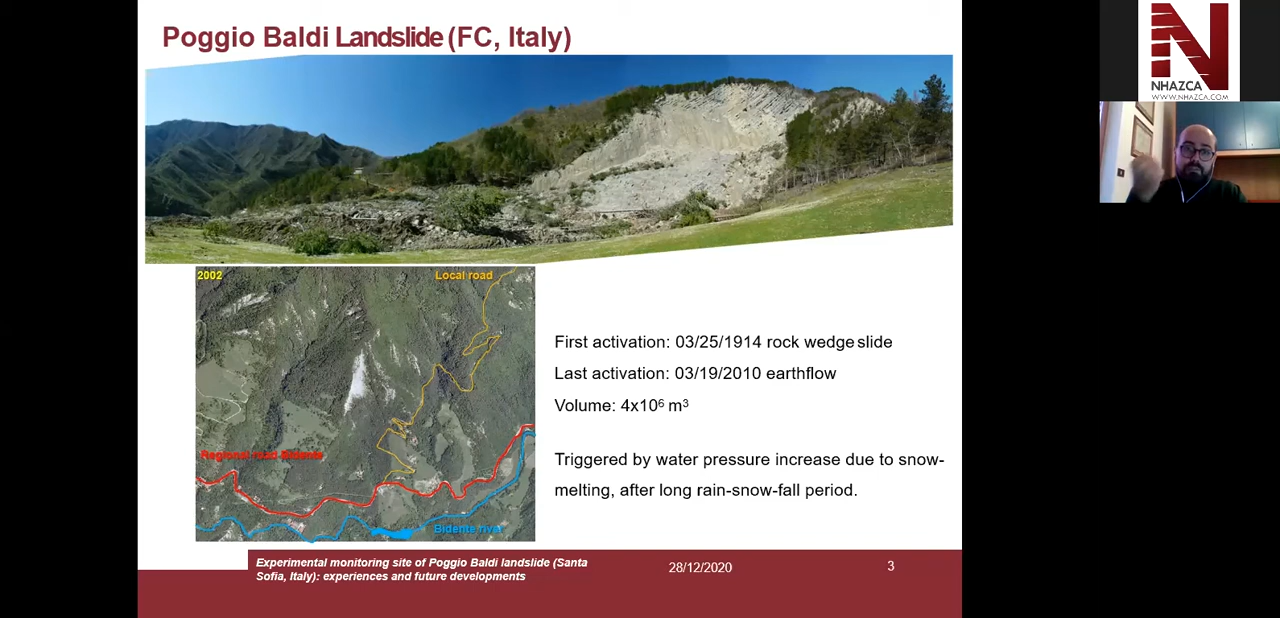 Poggio Baldi Landslide (FC, Italy)
NHAZCA
WWW.NHAZCA.COM
2002
Local road
Regional road Bidente
Bidente river
First activation: 03/25/1914 rock wedge slide
Last activation: 03/19/2010 earthflow
Volume: 4x10⁶ m³
Triggered by water pressure increase due to snow-
melting, after long rain-snow-fall period.
Experimental monitoring site of Poggio Baldi landslide (Santa
Sofia, Italy): experiences and future developments
28/12/2020
3